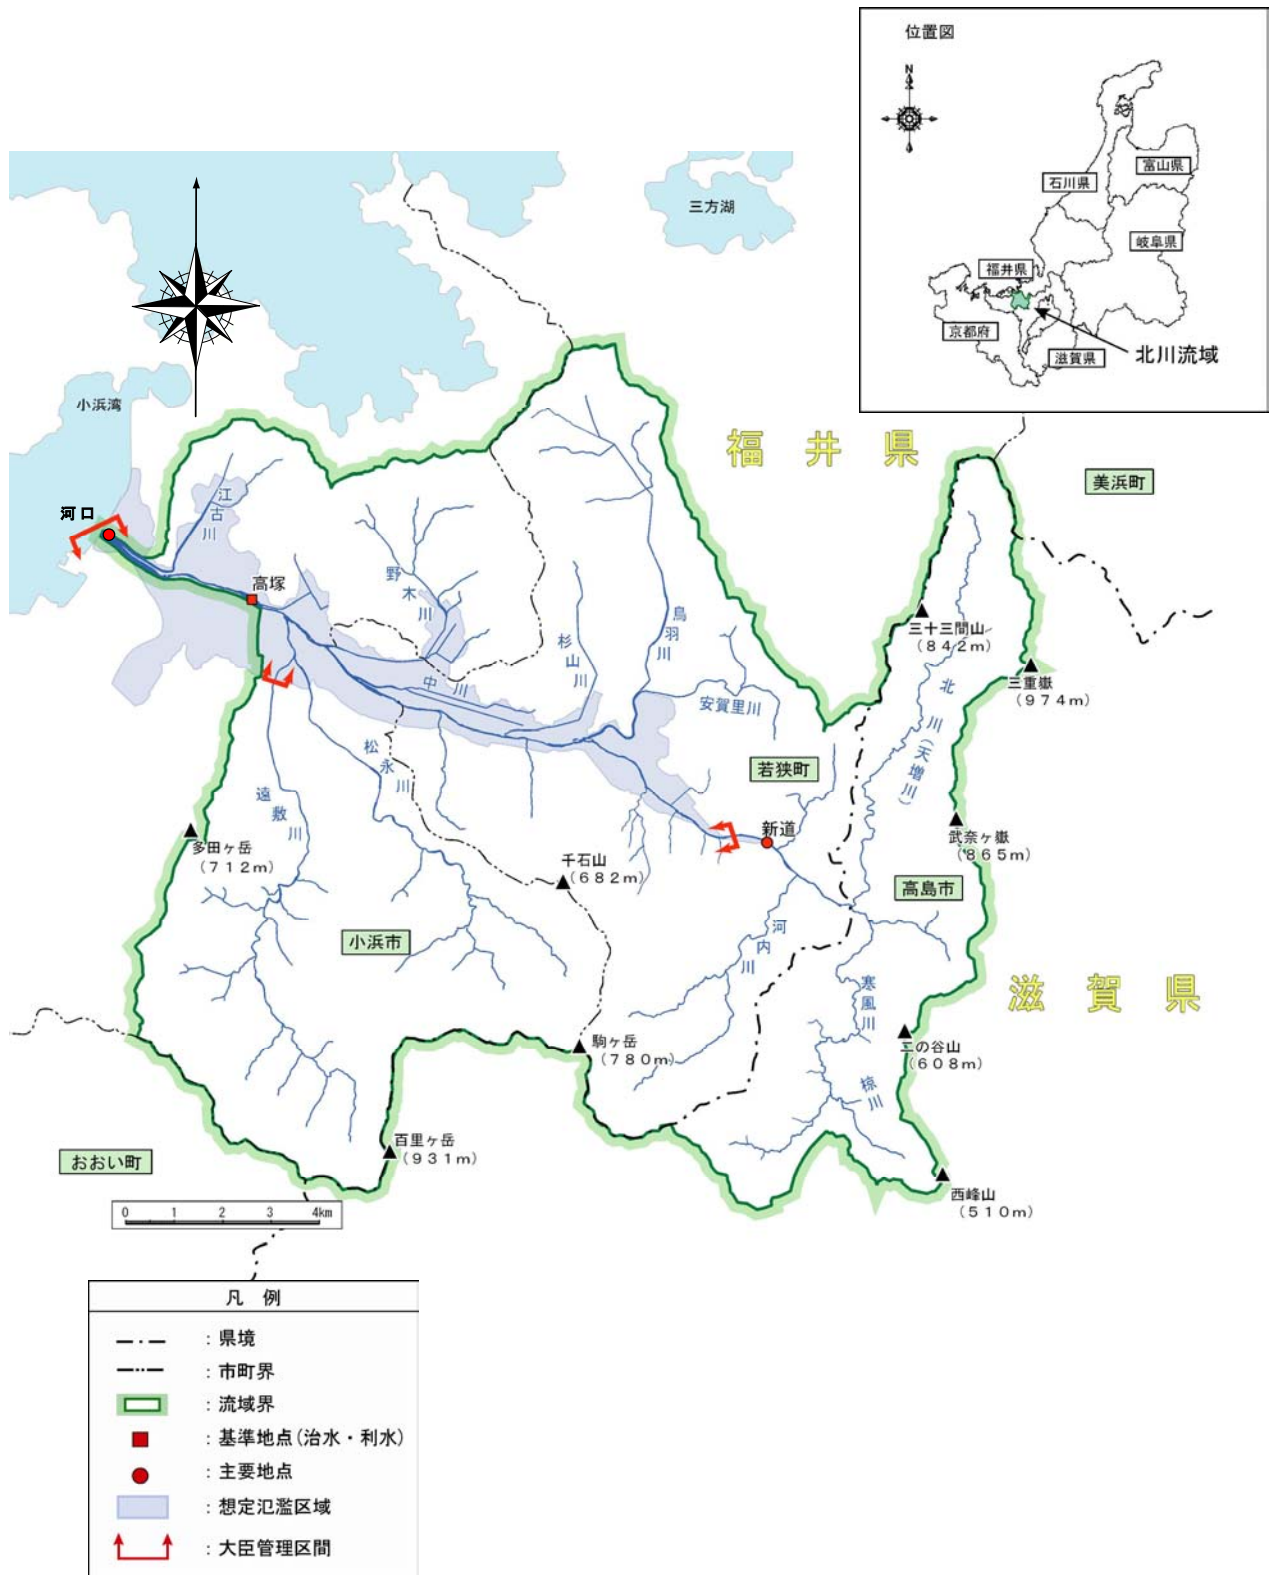 位置図
N
富山県
石川県
岐阜県
福井県
京都府
滋賀県
北川流域
三方湖
小浜湾
福井県
美浜町
江古川
河口
高塚
野木川
鳥羽川
杉山川
三十三間山
(842m)
三重嶽
(974m)
中川
安賀里川
北川(天増川)
松永川
若狭町
遠敷川
新道
武奈ヶ嶽
(865m)
多田ヶ岳
(712m)
千石山
(682m)
高島市
小浜市
河内川
滋賀県
寒風川
駒ヶ岳
(780m)
二の谷山
(608m)
椋川
百里ヶ岳
(931m)
おおい町
西峰山
(510m)
0 1 2 3 4km
凡 例
:県境
:市町界
:流域界
:基準地点(治水・利水)
:主要地点
:想定氾濫区域
:大臣管理区間